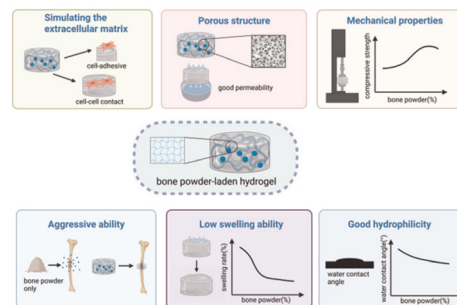 Simulating the
extracellular matrix
cell-adhesive
cell-cell contact
Porous structure
good permeability
Mechanical properties
compressive strength
bone powder(%)
bone powder-laden hydrogel
Aggressive ability
bone powder
only
Low swelling ability
swelling rate(%)
bone powder(%)
Good hydrophilicity
water contact
angle
water contact angle(°)
bone powder(%)